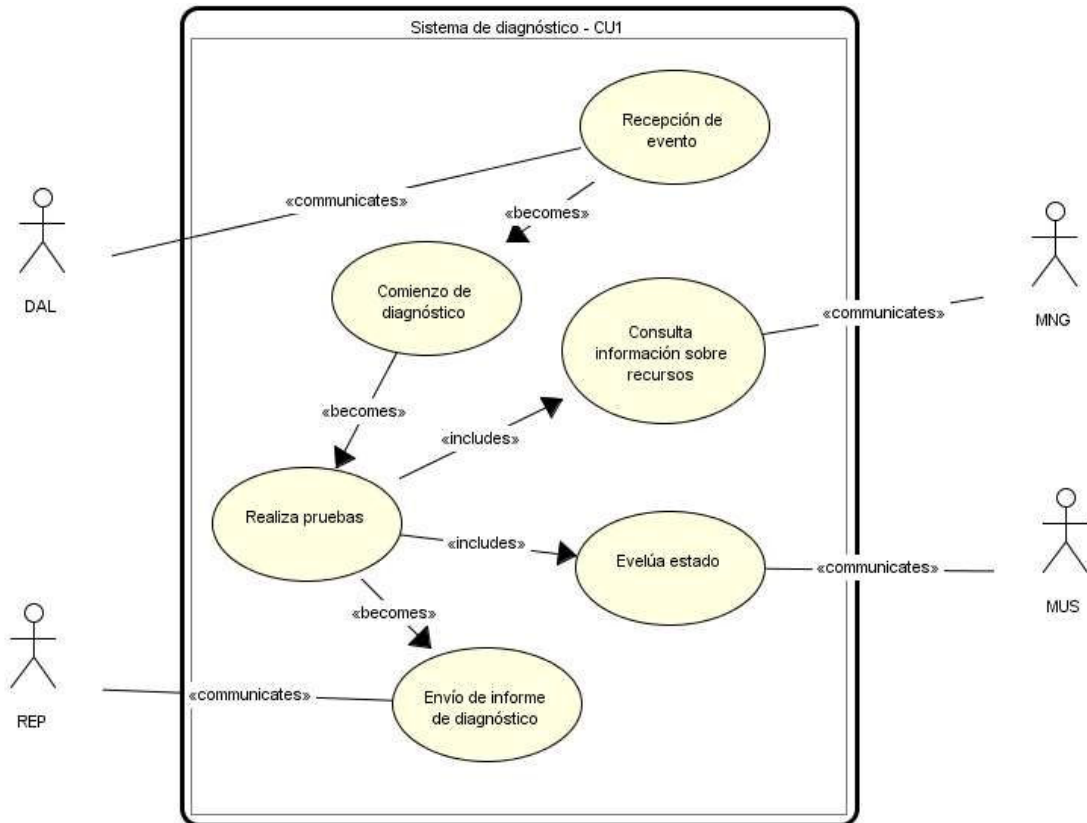 Sistema de diagnóstico - CU1
Recepción de
evento
«communicates»
«becomes»
DAL
Comienzo de
diagnóstico
Consulta
información sobre
recursos
«communicates»
MNG
«becomes»
«includes»
Realiza pruebas
«includes»
Evelúa estado
«communicates»
MUS
«becomes»
REP
«communicates»
Envío de informe
de diagnóstico